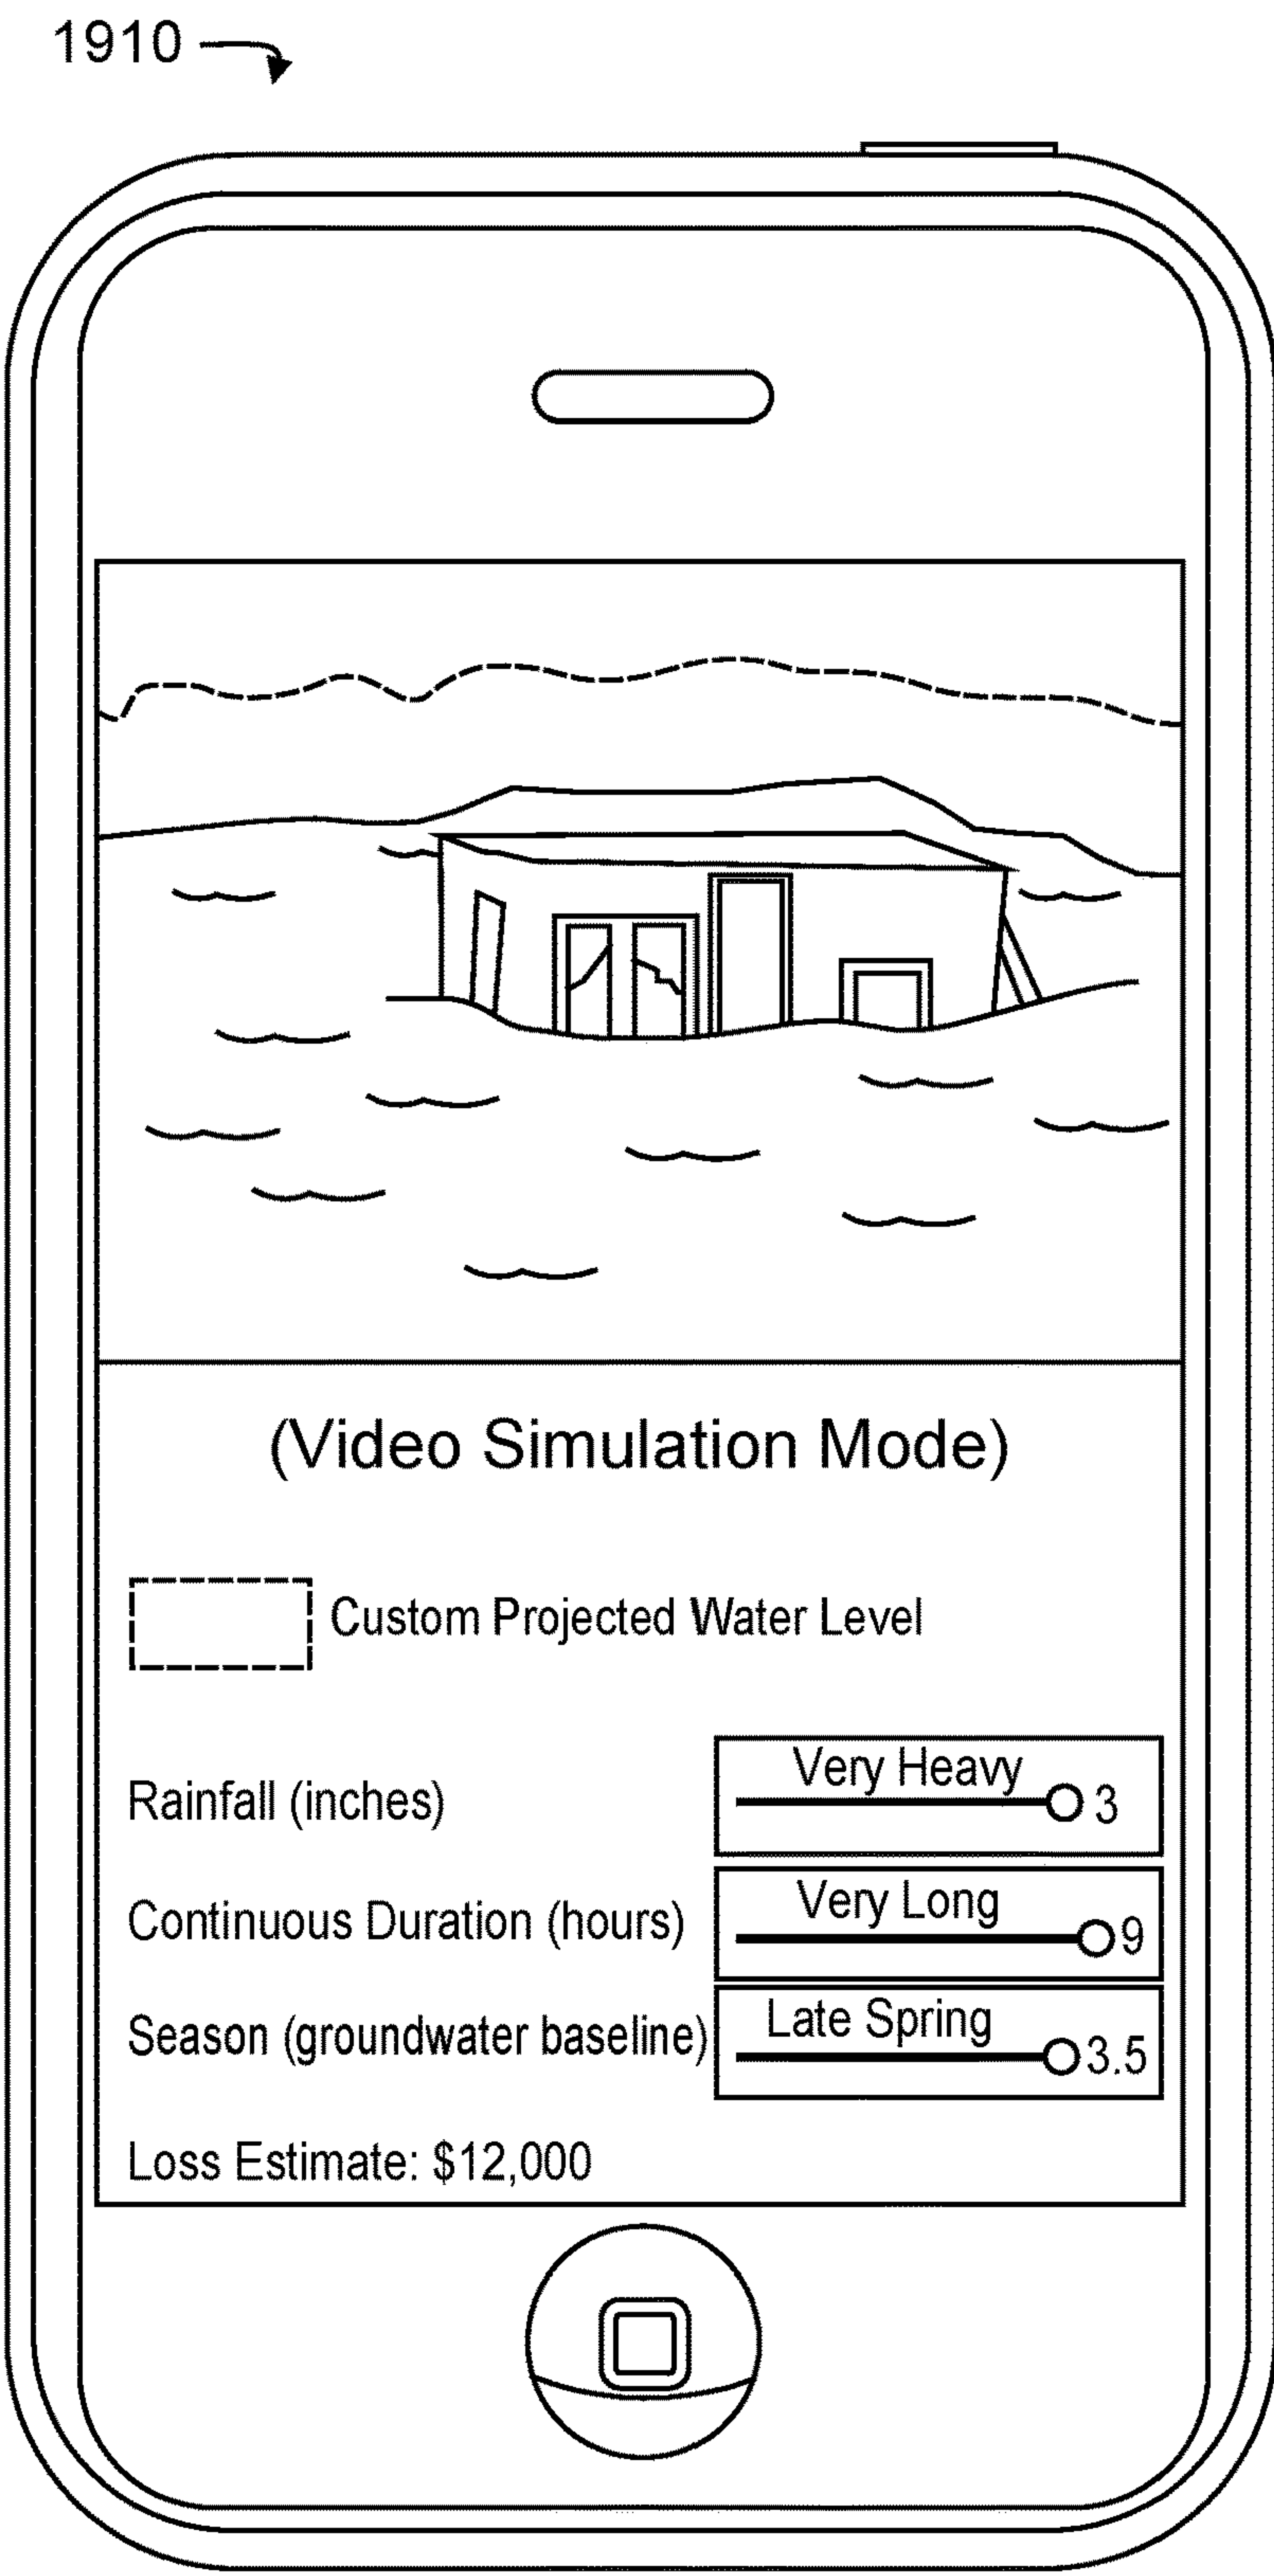 1910
(Video Simulation Mode)
Custom Projected Water Level
Rainfall (inches)
Very Heavy
3
Continuous Duration (hours)
Very Long
9
Season (groundwater baseline)
Late Spring
3.5
Loss Estimate: $12,000